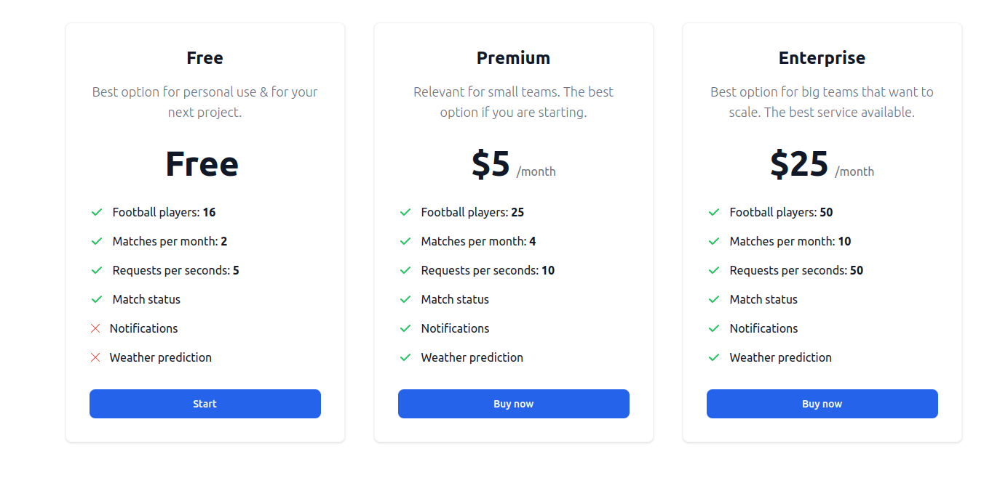 Free
Best option for personal use & for your
next project.
Free
Football players: 16
Matches per month: 2
Requests per seconds: 5
Match status
Notifications
Weather prediction
Start
Premium
Relevant for small teams. The best
option if you are starting.
$5 /month
Football players: 25
Matches per month: 4
Requests per seconds: 10
Match status
Notifications
Weather prediction
Buy now
Enterprise
Best option for big teams that want to
scale. The best service available.
$25 /month
Football players: 50
Matches per month: 10
Requests per seconds: 50
Match status
Notifications
Weather prediction
Buy now